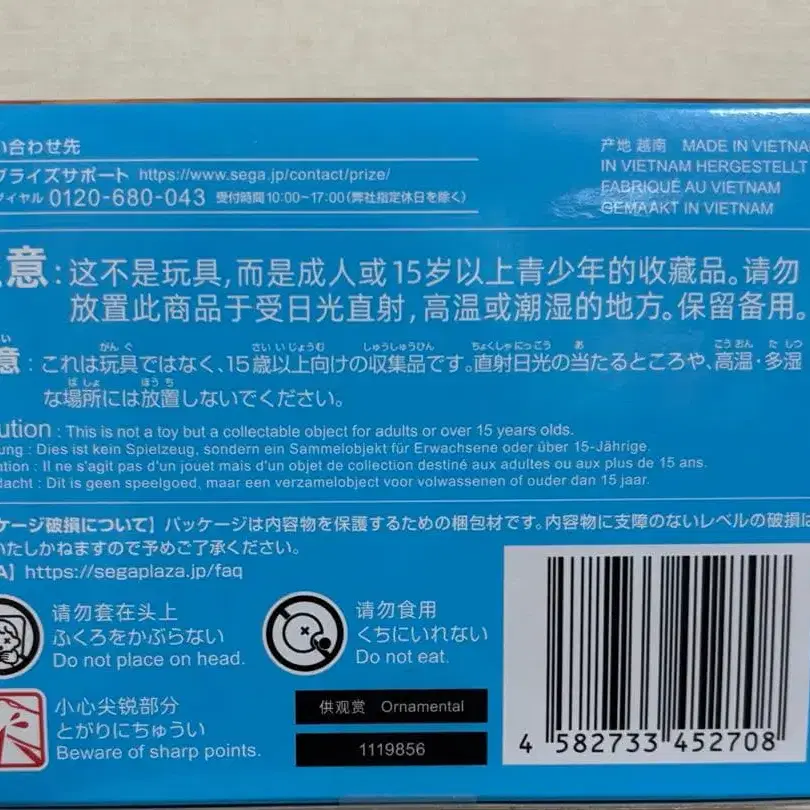 い合わせ先
プライズサポート https://www.sega.jp/contact/prize/
ダイヤル 0120-680-043 受付時間10:00~17:00(弊社指定休日を除く)
产地 越南 MADE IN VIETNA
IN VIETNAM HERGESTELLT
FABRIQUÉ AU VIETNAM
GEMAAKT IN VIETNAM
意:这不是玩具,而是成人或15岁以上青少年的收藏品。请勿
放置此商品于受日光直射,高温或潮湿的地方。保留备用。
意:これは玩具ではなく、15歳以上向けの収集品です。直射日光の当たるところや、高温・多湿
な場所には放置しないでください。
ution : This is not a toy but a collectable object for adults or over 15 years olds.
ung : Dies ist kein Spielzeug, sondern ein Sammelobjekt für Erwachsene oder über 15-Jährige.
ntion : Il ne s'agit pas d'un jouet mais d'un objet de collection destiné aux adultes ou aux plus de 15 ans.
dacht : Dit is geen speelgoed, maar een verzamelobject voor volwassenen of ouder dan 15 jaar.
ケージ破損について】パッケージは内容物を保護するための梱包材です。内容物に支障のないレベルの破損は
いたしかねますので予めご了承ください。
A】https://segaplaza.jp/faq
请勿套在头上
ふくろをかぶらない
Do not place on head.
请勿食用
くちにいれない
Do not eat.
小心尖锐部分
とがりにちゅうい
Beware of sharp points.
供观赏 Ornamental
1119856
4 582733 452708